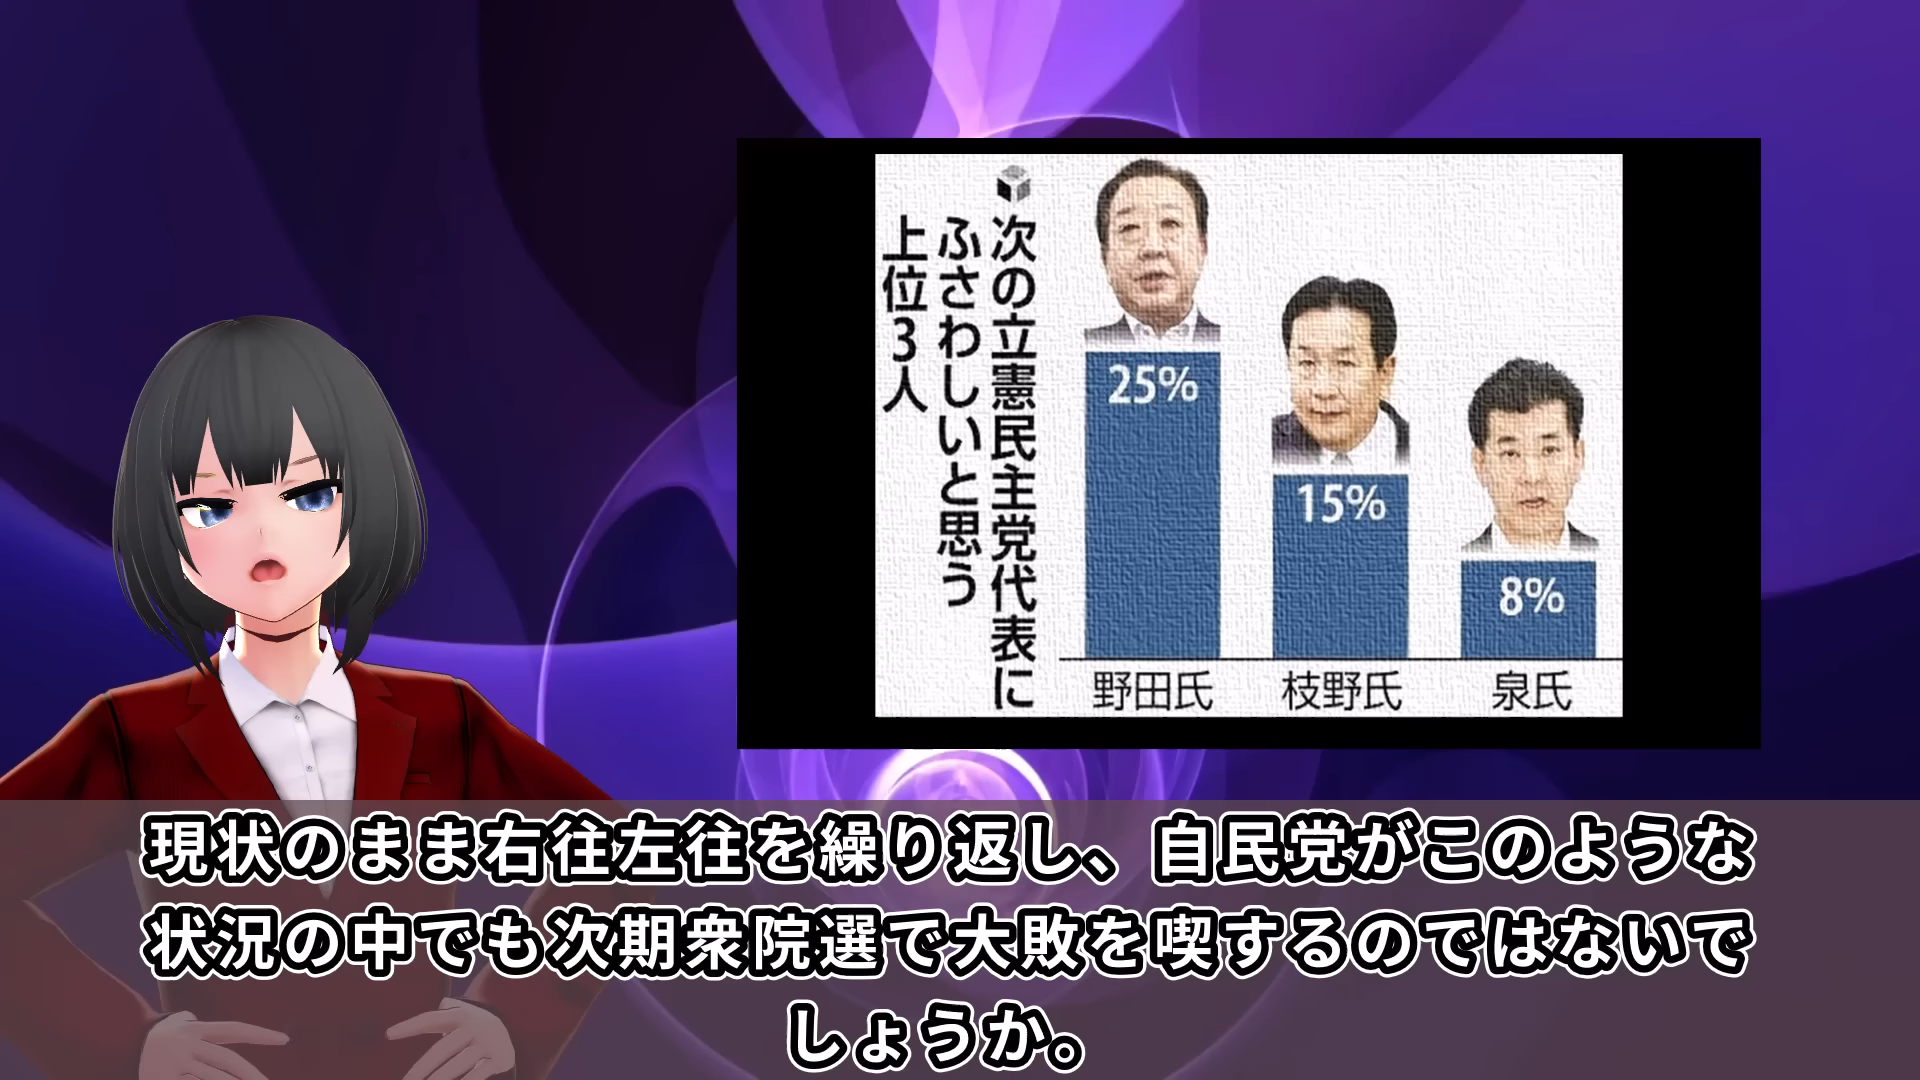 次の立憲民主党代表に
ふさわしいと思う
上位3人
25%
15%
8%
野田氏
枝野氏
泉氏
現状のまま右往左往を繰り返し、自民党がこのような
状況の中でも次期衆院選で大敗を喫するのではないで
しょうか。